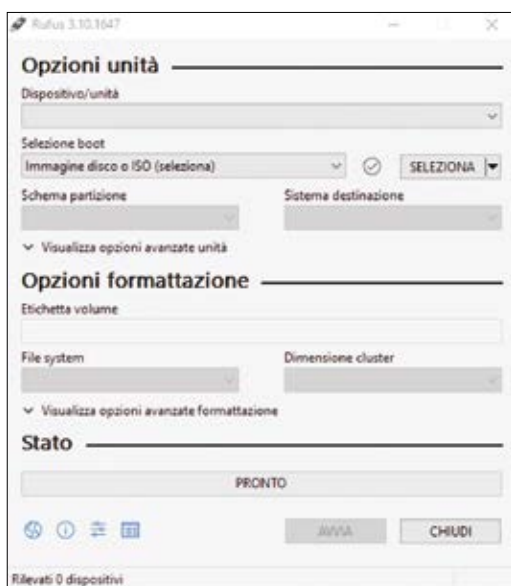 Rufus 3.10.1647
Opzioni unità
Dispositivo/unità
Selezione boot
Immagine disco o ISO (seleziona)
SELEZIONA
Schema partizione Sistema destinazione
Visualizza opzioni avanzate unità
Opzioni formattazione
Etichetta volume
File system Dimensione cluster
Visualizza opzioni avanzate formattazione
Stato
PRONTO
AVVIA CHIUDI
Rilevati 0 dispositivi